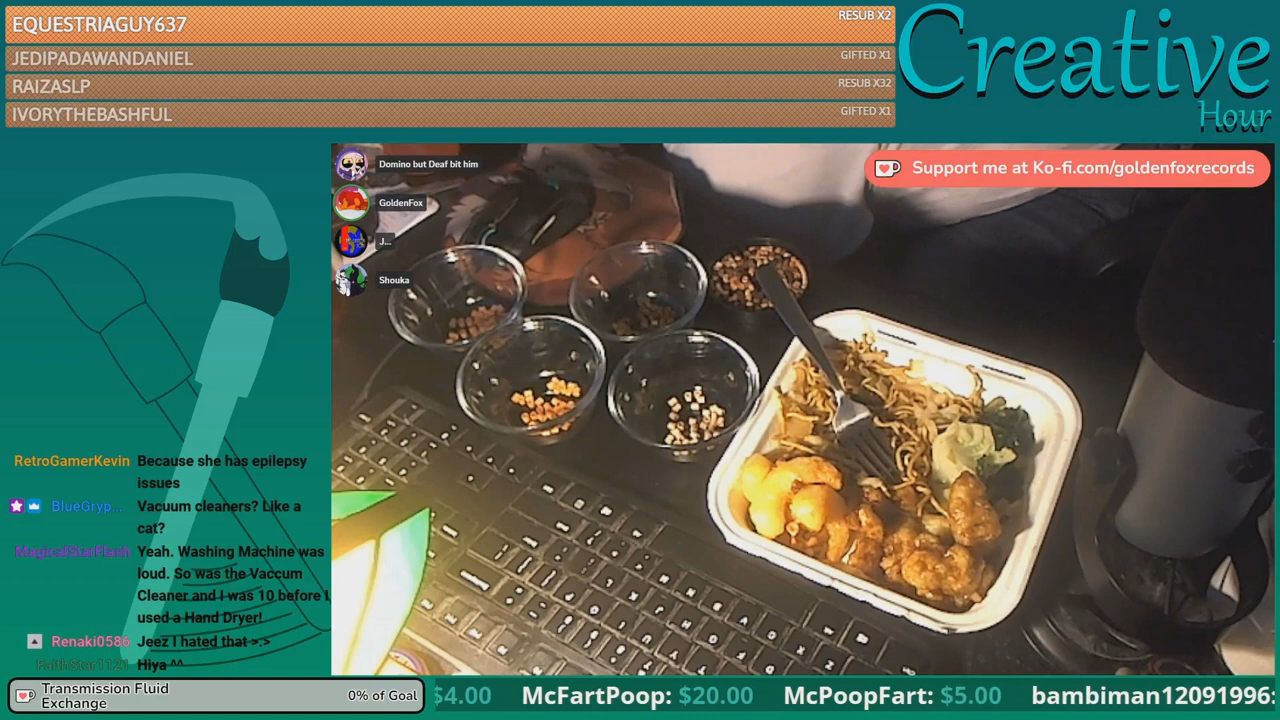 EQUESTRIAGUY637 RESUB X2
JEDIPADAWANDANIEL GIFTED X1
RAIZASLP RESUB X32
IVORYTHEBASHFUL GIFTED X1
Creative
Hour
Support me at Ko-fi.com/goldenfoxrecords
Domino but Deaf bit him
GoldenFox
J...
Shouka
RetroGamerKevin Because she has epilepsy
issues
BlueGryp... Vacuum cleaners? Like a
cat?
MagicalStarFlash Yeah. Washing Machine was
loud. So was the Vaccum
Cleaner and I was 10 before I
used a Hand Dryer!
Renaki0586 Jeez I hated that >.>
FaithStar1121 Hiya ^^
Transmission Fluid
Exchange
0% of Goal
$4.00 McFartPoop: $20.00 McPoopFart: $5.00 bambiman12091996: